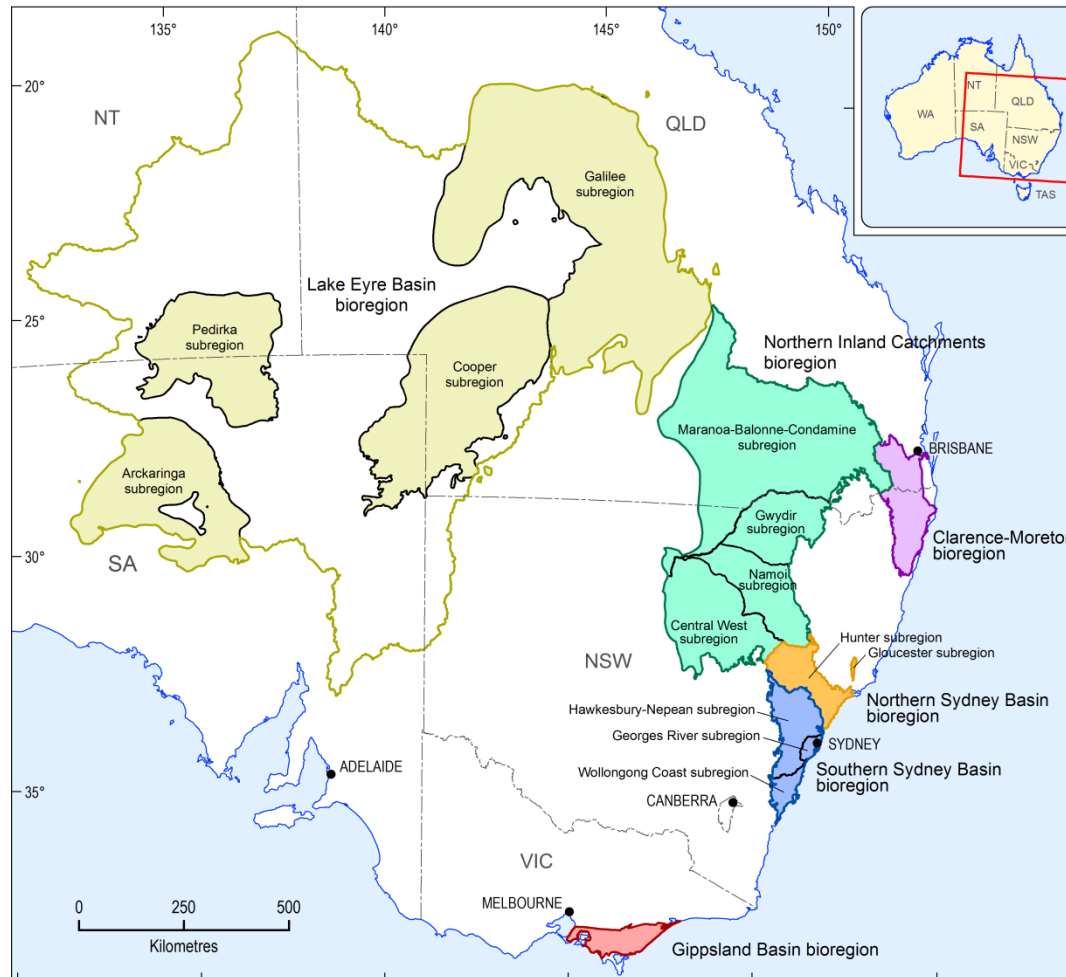 135°
140°
145°
150°
20°
25°
30°
35°
NT
QLD
SA
NSW
VIC
WA
NT
SA
QLD
NSW
VIC
TAS
Galilee
subregion
Lake Eyre Basin
bioregion
Pedirka
subregion
Cooper
subregion
Arckaringa
subregion
Northern Inland Catchments
bioregion
Maranoa-Balonne-Condamine
subregion
BRISBANE
Gwydir
subregion
Clarence-Moreton
bioregion
Namoi
subregion
Central West
subregion
Hunter subregion
Gloucester subregion
Northern Sydney Basin
bioregion
Hawkesbury-Nepean subregion
Georges River subregion
SYDNEY
Wollongong Coast subregion
Southern Sydney Basin
bioregion
ADELAIDE
CANBERRA
MELBOURNE
Gippsland Basin bioregion
0 250 500
Kilometres